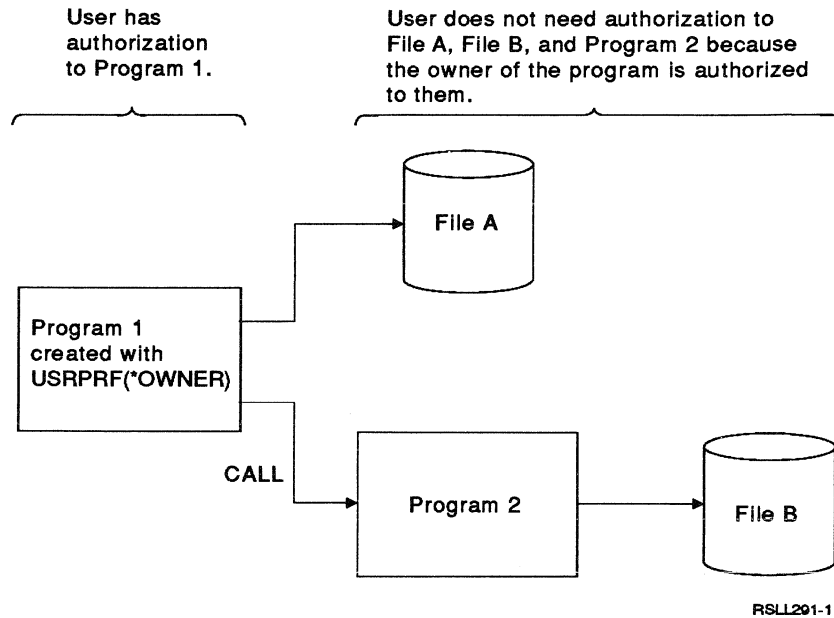 User has
authorization
to Program 1.
User does not need authorization to
File A, File B, and Program 2 because
the owner of the program is authorized
to them.
File A
Program 1
created with
USRPRF(*OWNER)
CALL
Program 2
File B
RSLL291-1